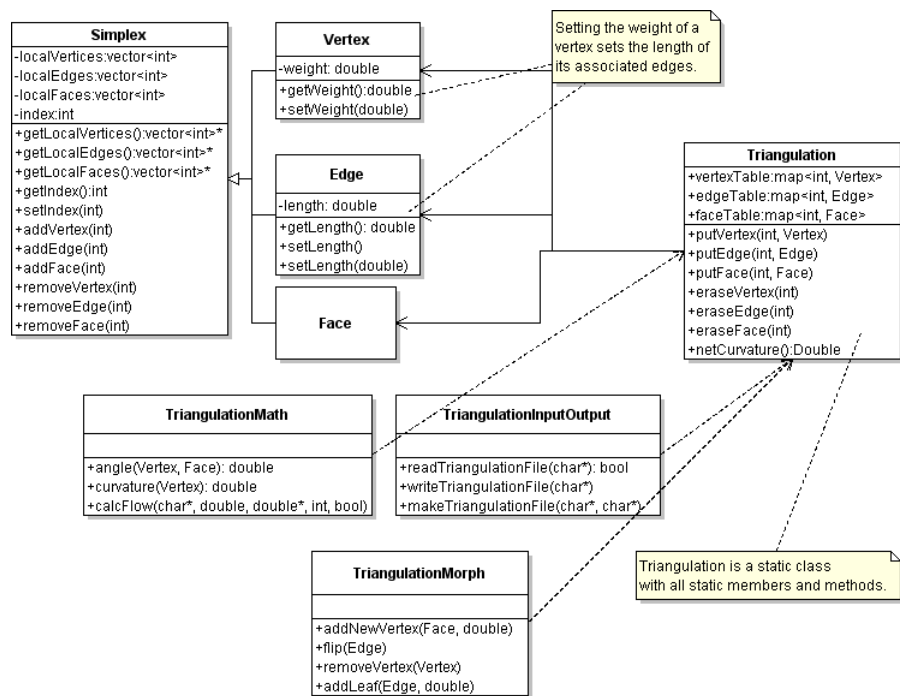 Simplex
-localVertices:vector<int>
-localEdges:vector<int>
-localFaces:vector<int>
-index:int
+getLocalVertices():vector<int>*
+getLocalEdges():vector<int>*
+getLocalFaces():vector<int>*
+getIndex():int
+setIndex(int)
+addVertex(int)
+addEdge(int)
+addFace(int)
+removeVertex(int)
+removeEdge(int)
+removeFace(int)
Vertex
-weight: double
+getWeight():double
+setWeight(double)
Setting the weight of a
vertex sets the length of
its associated edges.
Edge
-length: double
+getLength(): double
+setLength()
+setLength(double)
Face
Triangulation
+vertexTable:map<int, Vertex>
+edgeTable:map<int, Edge>
+faceTable:map<int, Face>
+putVertex(int, Vertex)
+putEdge(int, Edge)
+putFace(int, Face)
+eraseVertex(int)
+eraseEdge(int)
+eraseFace(int)
+netCurvature():Double
TriangulationMath
+angle(Vertex, Face): double
+curvature(Vertex): double
+calcFlow(char*, double, double*, int, bool)
TriangulationInputOutput
+readTriangulationFile(char*): bool
+writeTriangulationFile(char*)
+makeTriangulationFile(char*, char*)
TriangulationMorph
+addNewVertex(Face, double)
+flip(Edge)
+removeVertex(Vertex)
+addLeaf(Edge, double)
Triangulation is a static class
with all static members and methods.